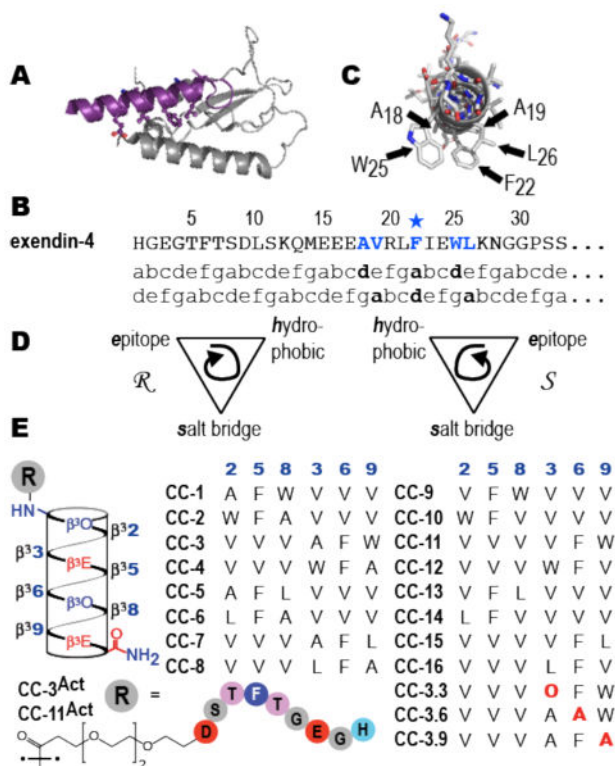 A
C
A18
A19
W25
L26
F22
B
5 10 15 20 25 30
exendin-4 HGEGTFTSDLSKQMEEEAVRLFIEWLKNGGPSS...
abcdefgabcdefgabcdefgabcdefgabcde...
defgabcdefgabcdefgabcdefgabcdefga...
D
epitope
hydro-
phobic
R
salt bridge
hydro-
phobic
epitope
S
salt bridge
E
R
HN
β³O β³2
β³3 β³E β³5
β³6 β³O β³8
β³9 β³E O
NH₂
2 5 8 3 6 9
CC-1 A F W V V V
CC-2 W F A V V V
CC-3 V V V A F W
CC-4 V V V W F A
CC-5 A F L V V V
CC-6 L F A V V V
CC-7 V V V A F L
CC-8 V V V L F A
2 5 8 3 6 9
CC-9 V F W V V V
CC-10 W F V V V V
CC-11 V V V V F W
CC-12 V V V W F V
CC-13 V F L V V V
CC-14 L F V V V V
CC-15 V V V V F L
CC-16 V V V L F V
CC-3.3 V V V O F W
CC-3.6 V V V A A W
CC-3.9 V V V A F A
CC-3Act
CC-11Act
R =
O O O 2
D S T F T G E G H